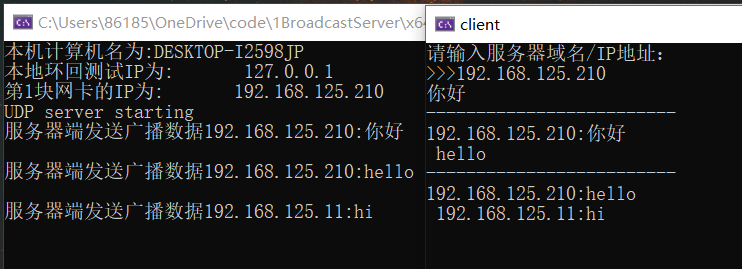 C:\Users\86185\OneDrive\code\1BroadcastServer\x6
本机计算机名为:DESKTOP-I2598JP
本地环回测试IP为: 127.0.0.1
第1块网卡的IP为: 192.168.125.210
UDP server starting
服务器端发送广播数据192.168.125.210:你好
服务器端发送广播数据192.168.125.210:hello
服务器端发送广播数据192.168.125.11:hi
client
请输入服务器域名/IP地址:
>>>192.168.125.210
你好
-------------------------
192.168.125.210:你好
hello
-------------------------
192.168.125.210:hello
192.168.125.11:hi